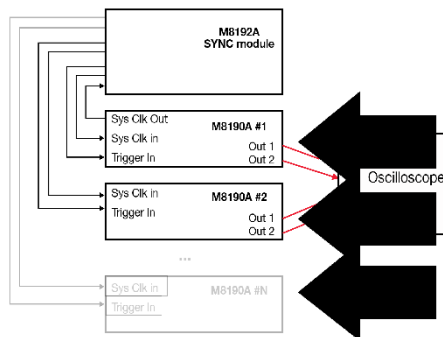 M8192A
SYNC module
Sys Clk Out
M8190A #1
Sys Clk in
Out 1
Trigger In
Out 2
Oscilloscope
Sys Clk in
M8190A #2
Trigger In
Out 1
Out 2
...
Sys Clk in
M8190A #N
Trigger In